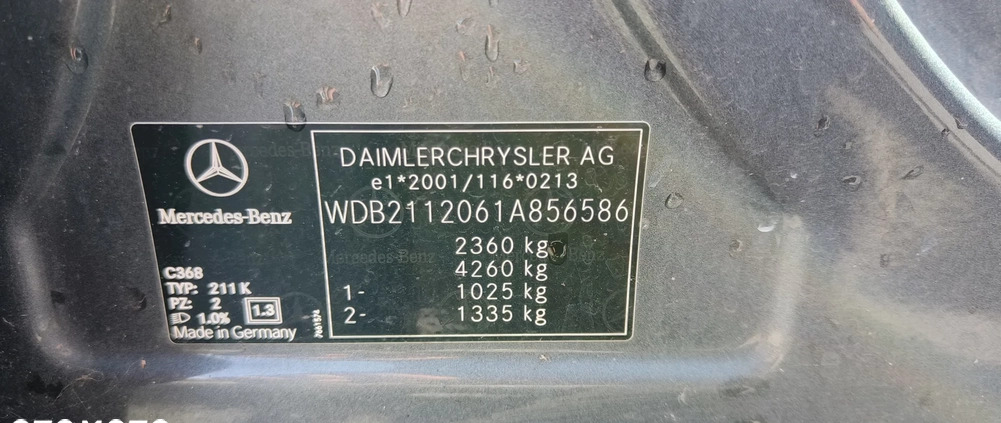 Mercedes-Benz
C368
TYP: 211 K
PZ: 2
1.0%
1.3
Made in Germany
7661574
DAIMLERCHRYSLER AG
e1*2001/116*0213
WDB2112061A856586
2360 kg
4260 kg
1- 1025 kg
2- 1335 kg